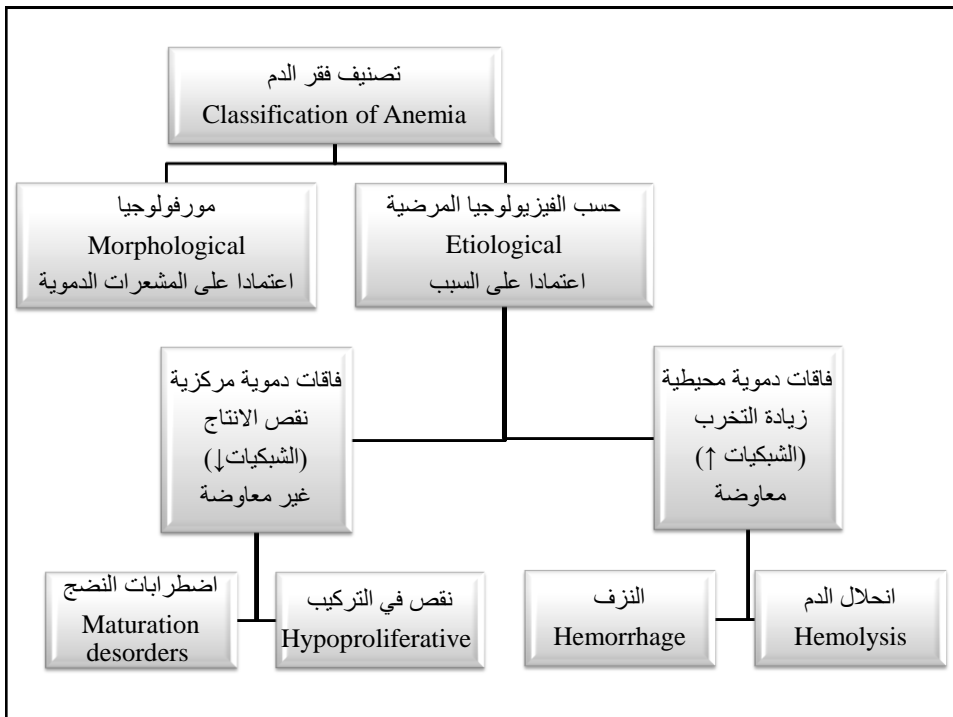 تصنيف فقر الدم
Classification of Anemia
حسب الفيزيولوجيا المرضية
Etiological
اعتمادا على السبب
مورفولوجيا
Morphological
اعتمادا على المشعرات الدموية
فاقات دموية محيطية
زيادة التخرب
(الشبكيات ↑)
معاوضة
فاقات دموية مركزية
نقص الانتاج
(الشبكيات↓)
غير معاوضة
انحلال الدم
Hemolysis
النزف
Hemorrhage
نقص في التركيب
Hypoproliferative
اضطرابات النضج
Maturation
desorders